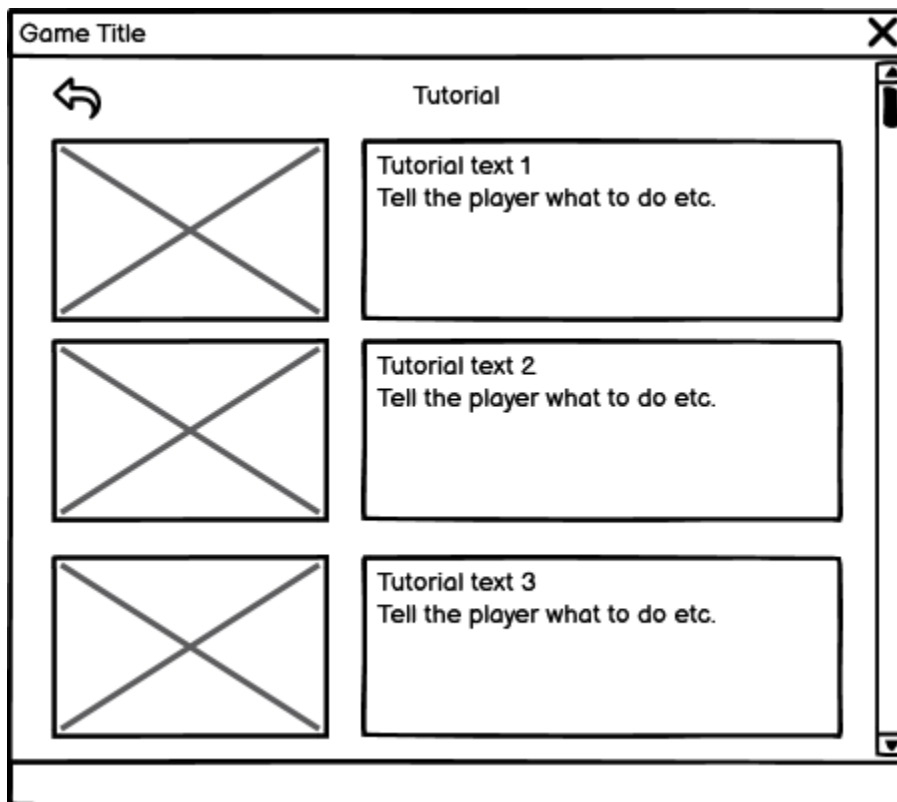 Game Title
Tutorial
Tutorial text 1
Tell the player what to do etc.
Tutorial text 2
Tell the player what to do etc.
Tutorial text 3
Tell the player what to do etc.